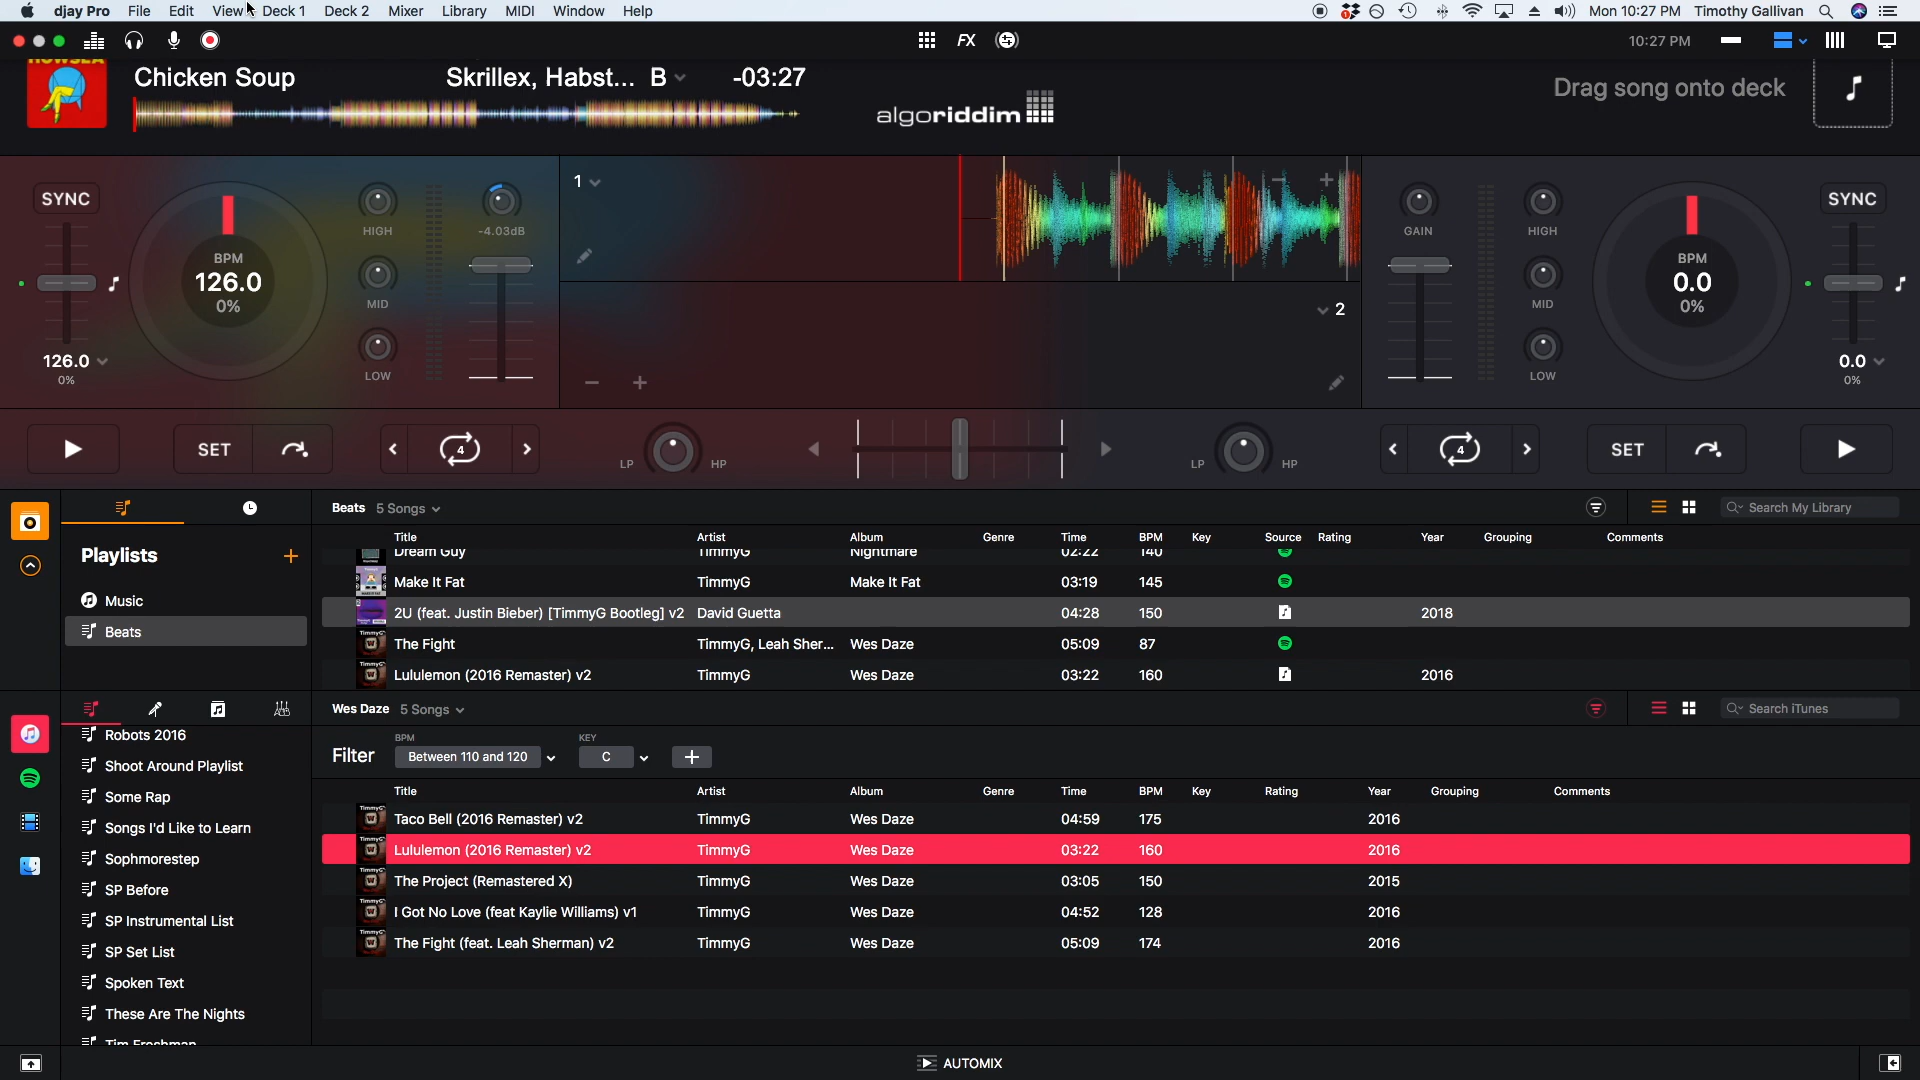 djay Pro File Edit View Deck 1 Deck 2 Mixer Library MIDI Window Help Mon 10:27 PM Timothy Gallivan
FX 10:27 PM
Chicken Soup Skrillex, Habst... B -03:27
algoriddim
Drag song onto deck
SYNC
BPM
126.0
0%
126.0
0%
HIGH
MID
LOW
-4.03dB
1
2
GAIN
HIGH
MID
LOW
BPM
0.0
0%
SYNC
0.0
0%
SET 4 LP HP LP HP 4 SET
Beats 5 Songs Search My Library
Playlists
Music
Beats
Title Artist Album Genre Time BPM Key Source Rating Year Grouping Comments
Dream Guy TimmyG Nightmare 02:22 140
Make It Fat TimmyG Make It Fat 03:19 145
2U (feat. Justin Bieber) [TimmyG Bootleg] v2 David Guetta 04:28 150 2018
The Fight TimmyG, Leah Sher... Wes Daze 05:09 87
Lululemon (2016 Remaster) v2 TimmyG Wes Daze 03:22 160 2016
Wes Daze 5 Songs Search iTunes
Robots 2016
Shoot Around Playlist
Some Rap
Songs I'd Like to Learn
Sophmorestep
SP Before
SP Instrumental List
SP Set List
Spoken Text
These Are The Nights
Tim Freshman
Filter BPM Between 110 and 120 KEY C
Title Artist Album Genre Time BPM Key Rating Year Grouping Comments
Taco Bell (2016 Remaster) v2 TimmyG Wes Daze 04:59 175 2016
Lululemon (2016 Remaster) v2 TimmyG Wes Daze 03:22 160 2016
The Project (Remastered X) TimmyG Wes Daze 03:05 150 2015
I Got No Love (feat Kaylie Williams) v1 TimmyG Wes Daze 04:52 128 2016
The Fight (feat. Leah Sherman) v2 TimmyG Wes Daze 05:09 174 2016
AUTOMIX